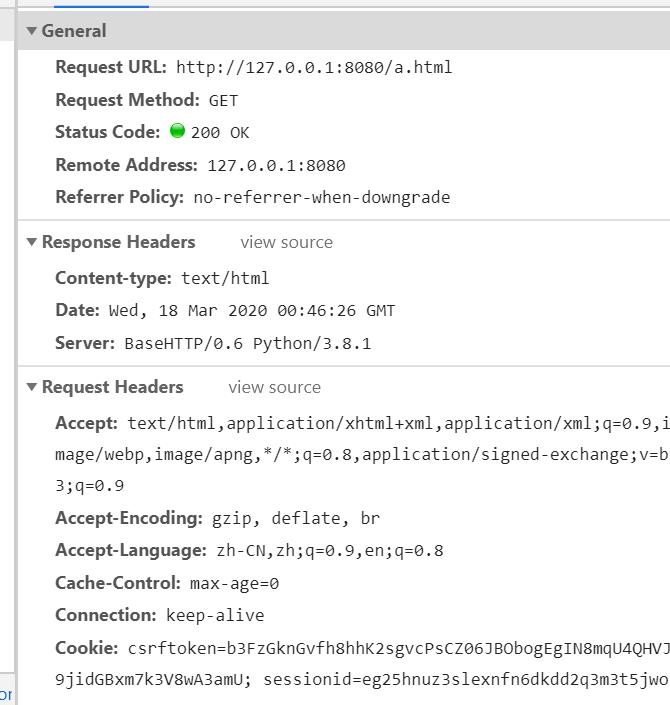 General
Request URL: http://127.0.0.1:8080/a.html
Request Method: GET
Status Code: 200 OK
Remote Address: 127.0.0.1:8080
Referrer Policy: no-referrer-when-downgrade
Response Headers view source
Content-type: text/html
Date: Wed, 18 Mar 2020 00:46:26 GMT
Server: BaseHTTP/0.6 Python/3.8.1
Request Headers view source
Accept: text/html,application/xhtml+xml,application/xml;q=0.9,i
mage/webp,image/apng,*/*;q=0.8,application/signed-exchange;v=b
3;q=0.9
Accept-Encoding: gzip, deflate, br
Accept-Language: zh-CN,zh;q=0.9,en;q=0.8
Cache-Control: max-age=0
Connection: keep-alive
Cookie: csrftoken=b3FzGknGvfh8hhK2sgvcPsCZ06JBObogEgIN8mqU4QHVJ
9jidGBxm7k3V8wA3amU; sessionid=eg25hnuz3slexnfn6dkdd2q3m3t5jwo
or